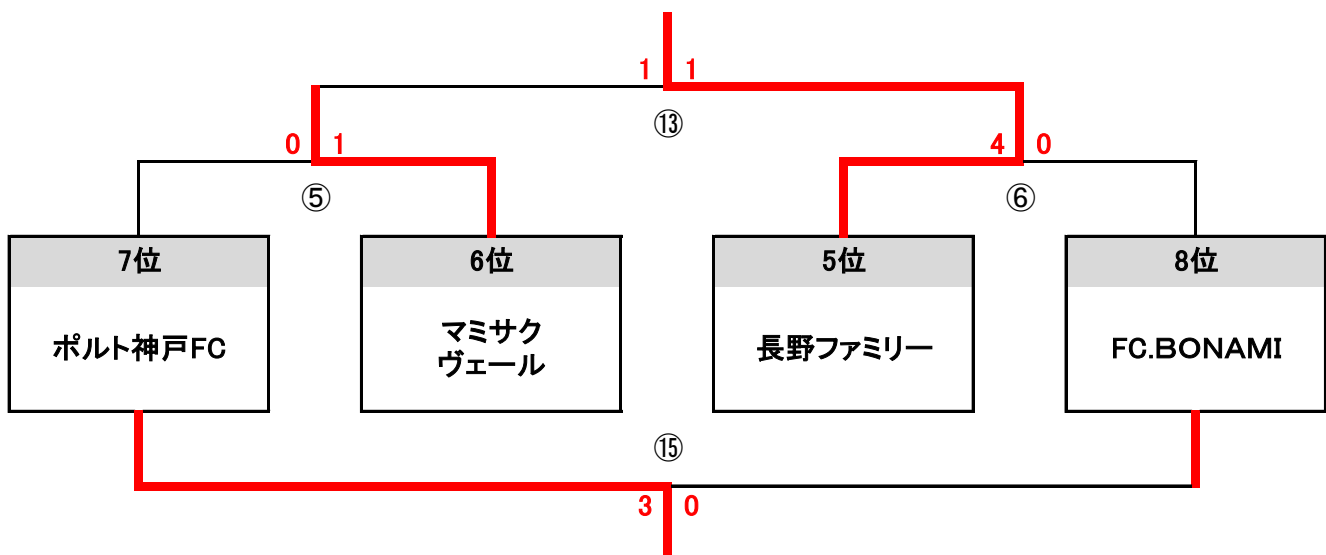 1 1
⑬
0 1
4 0
⑤
⑥
7位
6位
5位
8位
ポルト神戸FC
マミサク
ヴェール
長野ファミリー
FC.BONAMI
⑮
3 0